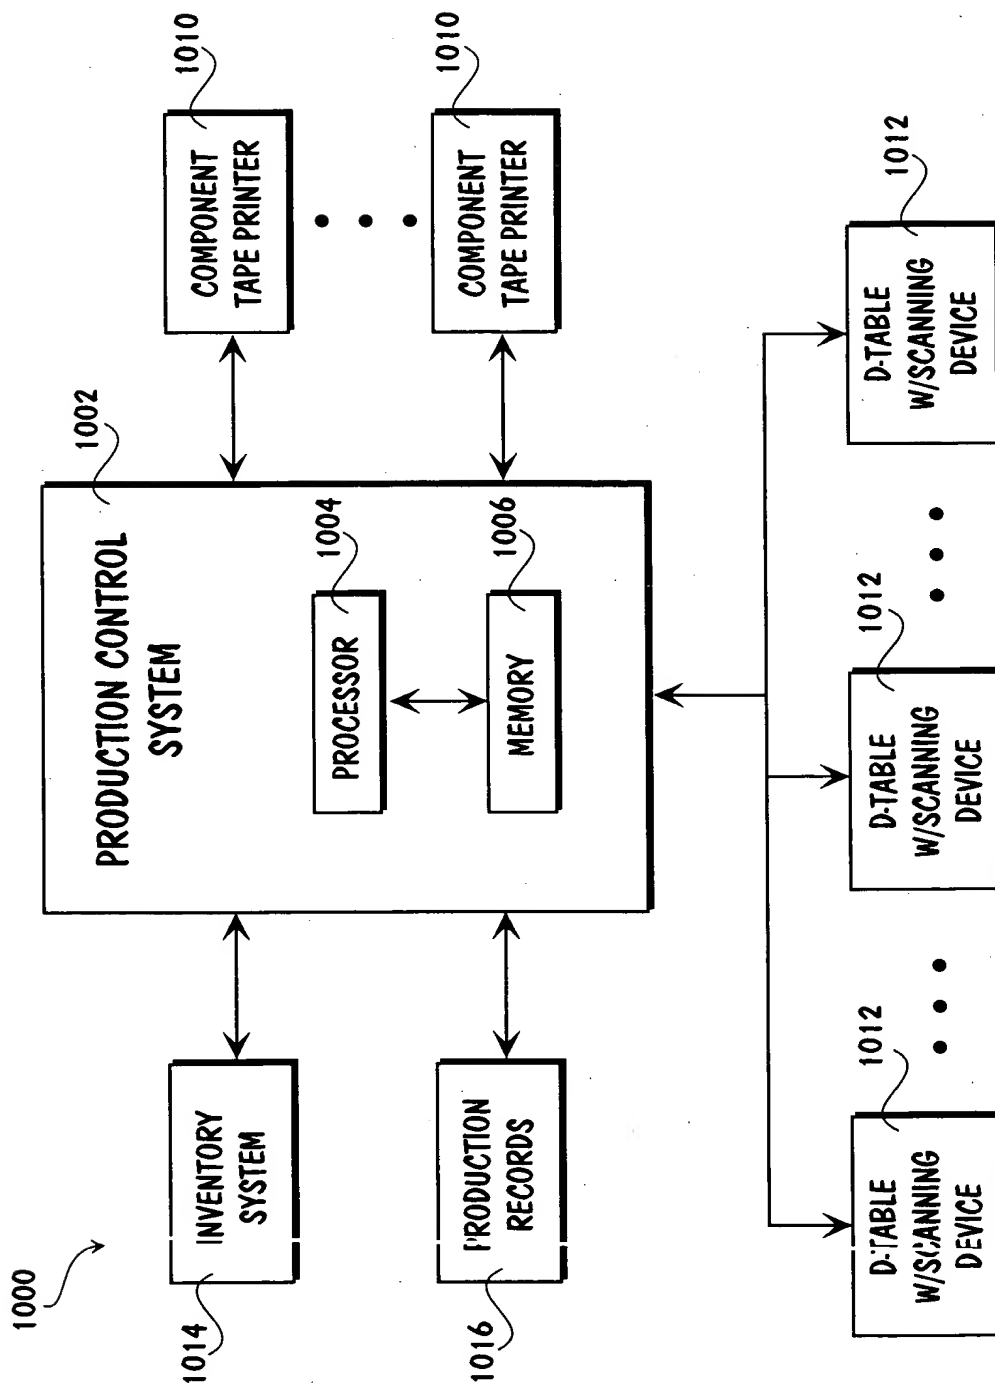 1000
1002
PRODUCTION CONTROL
SYSTEM
1014
INVENTORY
SYSTEM
1004
PROCESSOR
1010
COMPONENT
TAPE PRINTER
1016
PRODUCTION
RECORDS
1006
MEMORY
1010
COMPONENT
TAPE PRINTER
1012
D-TABLE
W/SCANNING
DEVICE
1012
D-TABLE
W/SCANNING
DEVICE
1012
D-TABLE
W/SCANNING
DEVICE